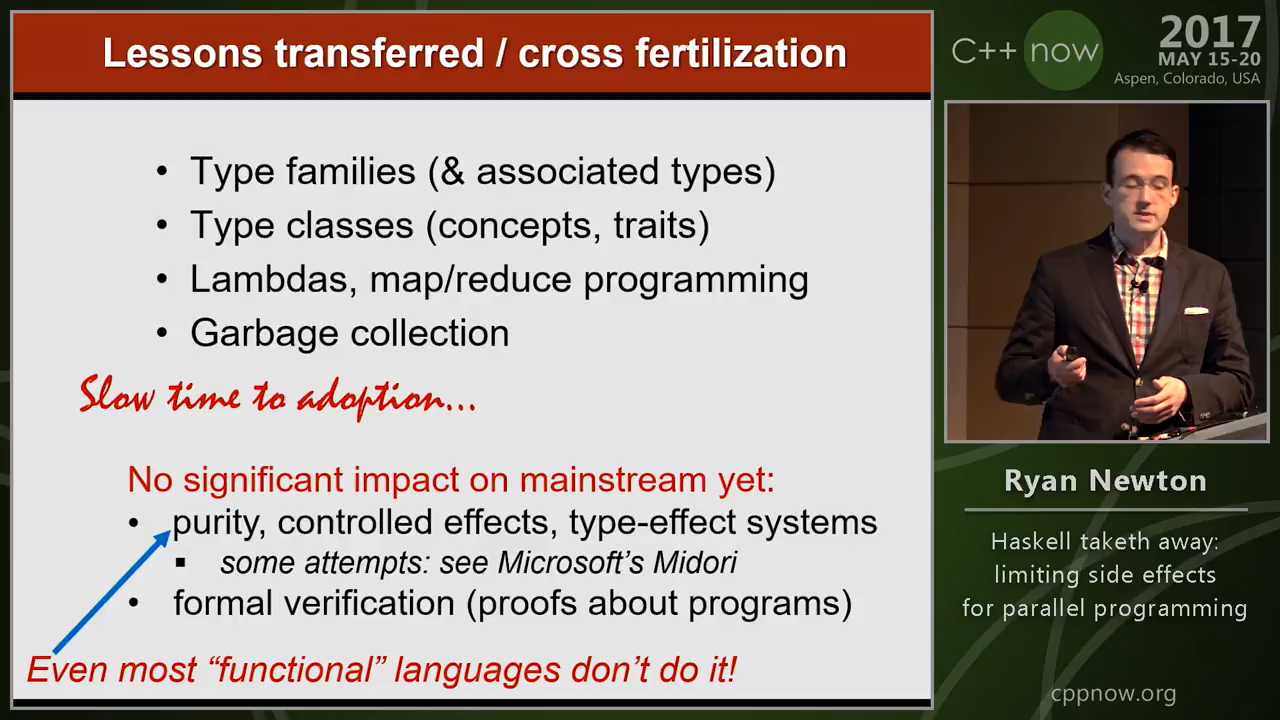 Lessons transferred / cross fertilization
• Type families (& associated types)
• Type classes (concepts, traits)
• Lambdas, map/reduce programming
• Garbage collection
Slow time to adoption...
No significant impact on mainstream yet:
• purity, controlled effects, type-effect systems
▪ some attempts: see Microsoft's Midori
• formal verification (proofs about programs)
Even most “functional” languages don't do it!
C++ now
2017
MAY 15-20
Aspen, Colorado, USA
Ryan Newton
Haskell taketh away:
limiting side effects
for parallel programming
cppnow.org